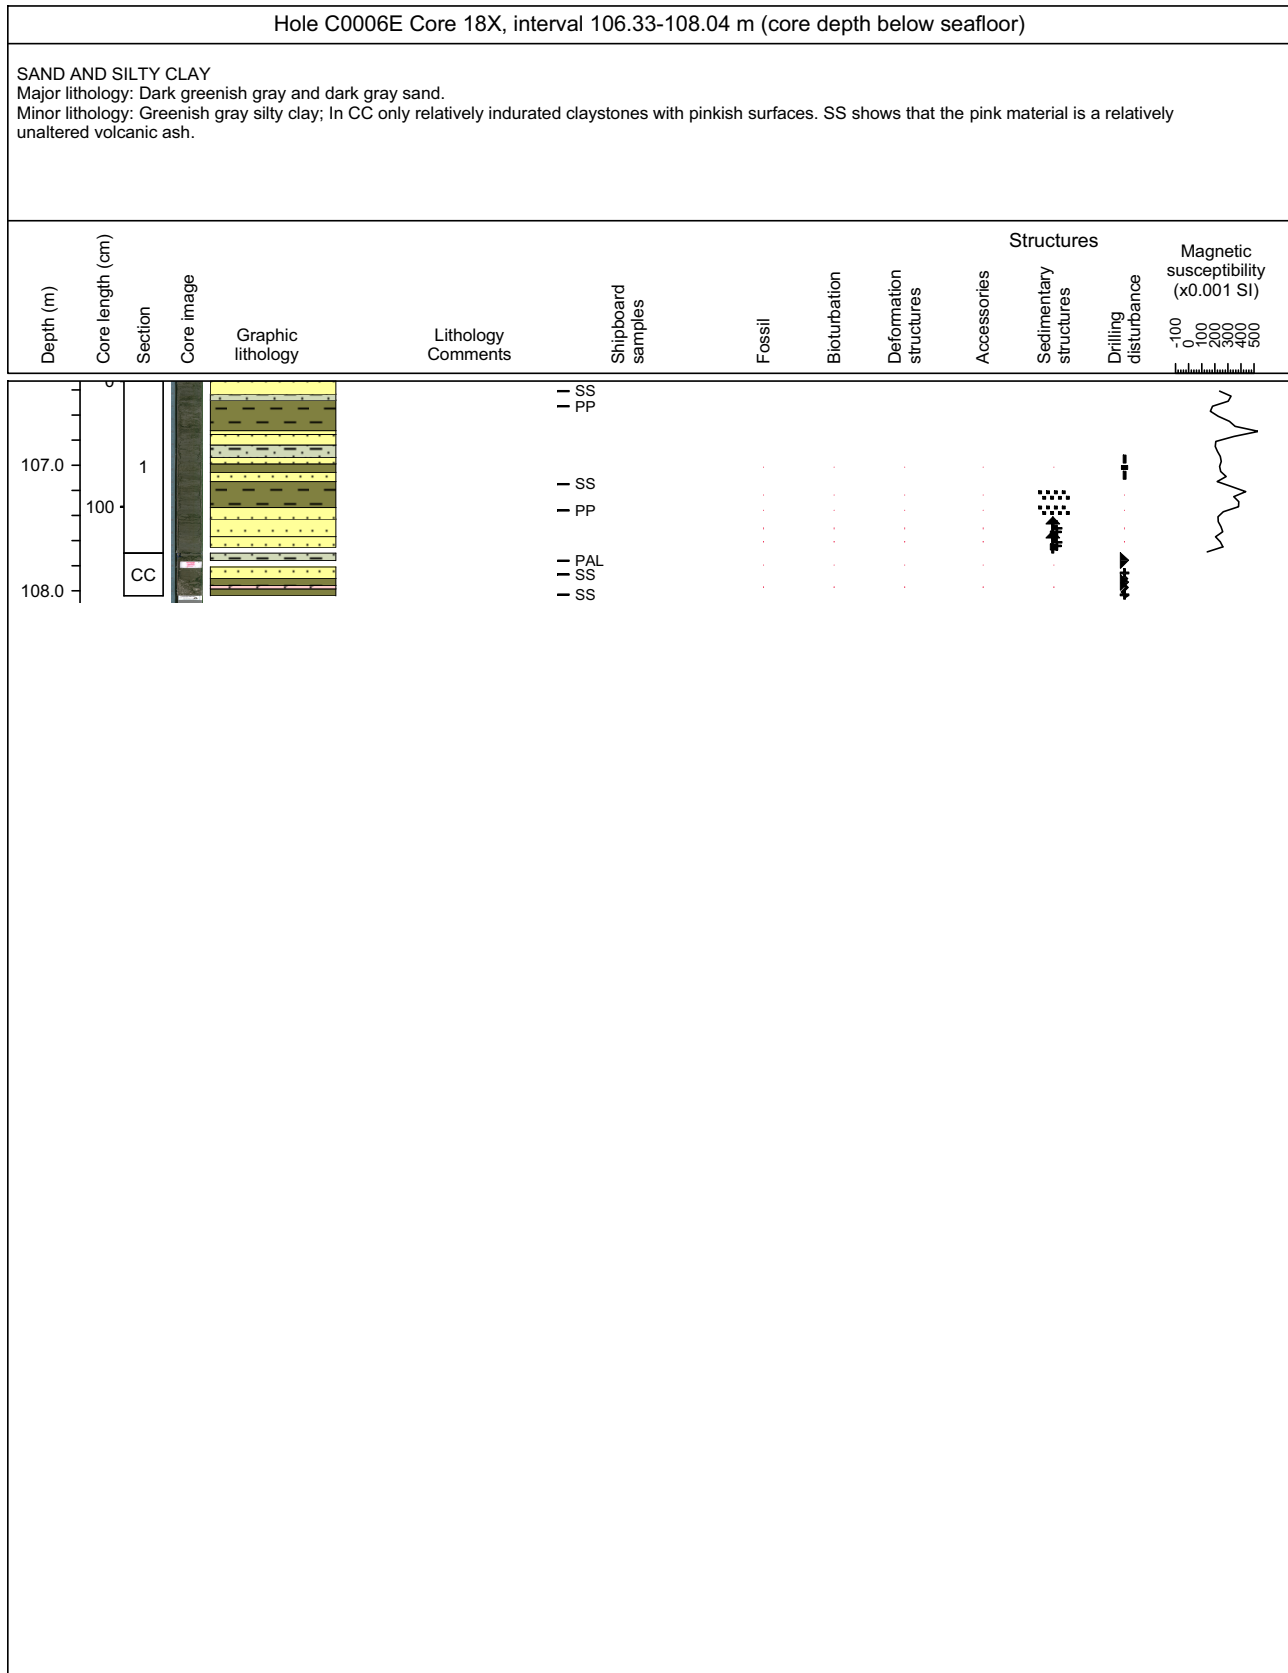 Hole C0006E Core 18X, interval 106.33-108.04 m (core depth below seafloor)
SAND AND SILTY CLAY
Major lithology: Dark greenish gray and dark gray sand.
Minor lithology: Greenish gray silty clay; In CC only relatively indurated claystones with pinkish surfaces. SS shows that the pink material is a relatively
unaltered volcanic ash.
Depth (m)
Core length (cm)
Section
Core image
Graphic
lithology
Lithology
Comments
Shipboard
samples
Fossil
Bioturbation
Deformation
structures
Accessories
Structures
Sedimentary
structures
Drilling
disturbance
Magnetic
susceptibility
(x0.001 SI)
-100
0
100
200
300
400
500
0
SS
PP
107.0
1
SS
100
PP
PAL
CC
SS
108.0
SS